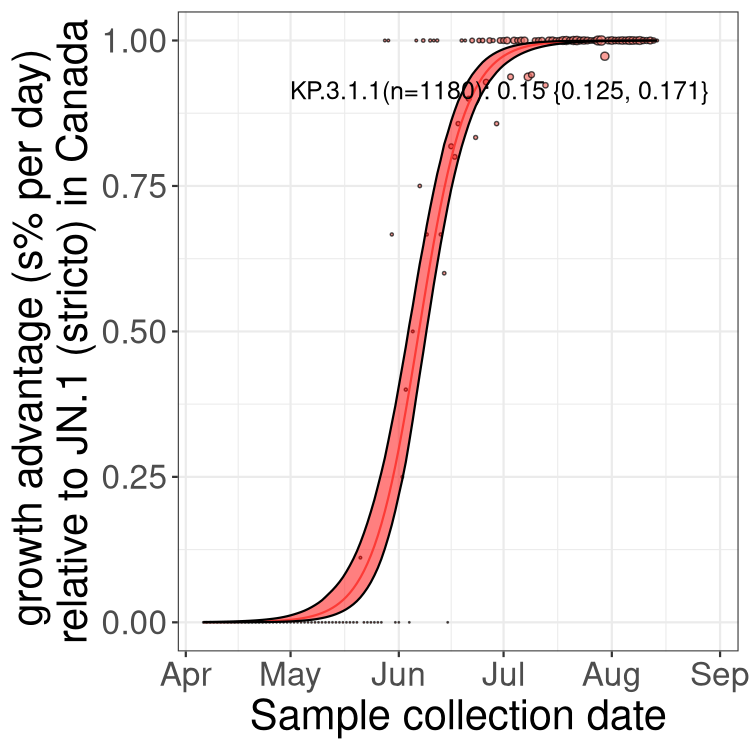 growth advantage (s% per day)
relative to JN.1 (stricto) in Canada
1.00
0.75
0.50
0.25
0.00
KP.3.1.1(n=1180): 0.15 {0.125, 0.171}
Apr May Jun Jul Aug Sep
Sample collection date